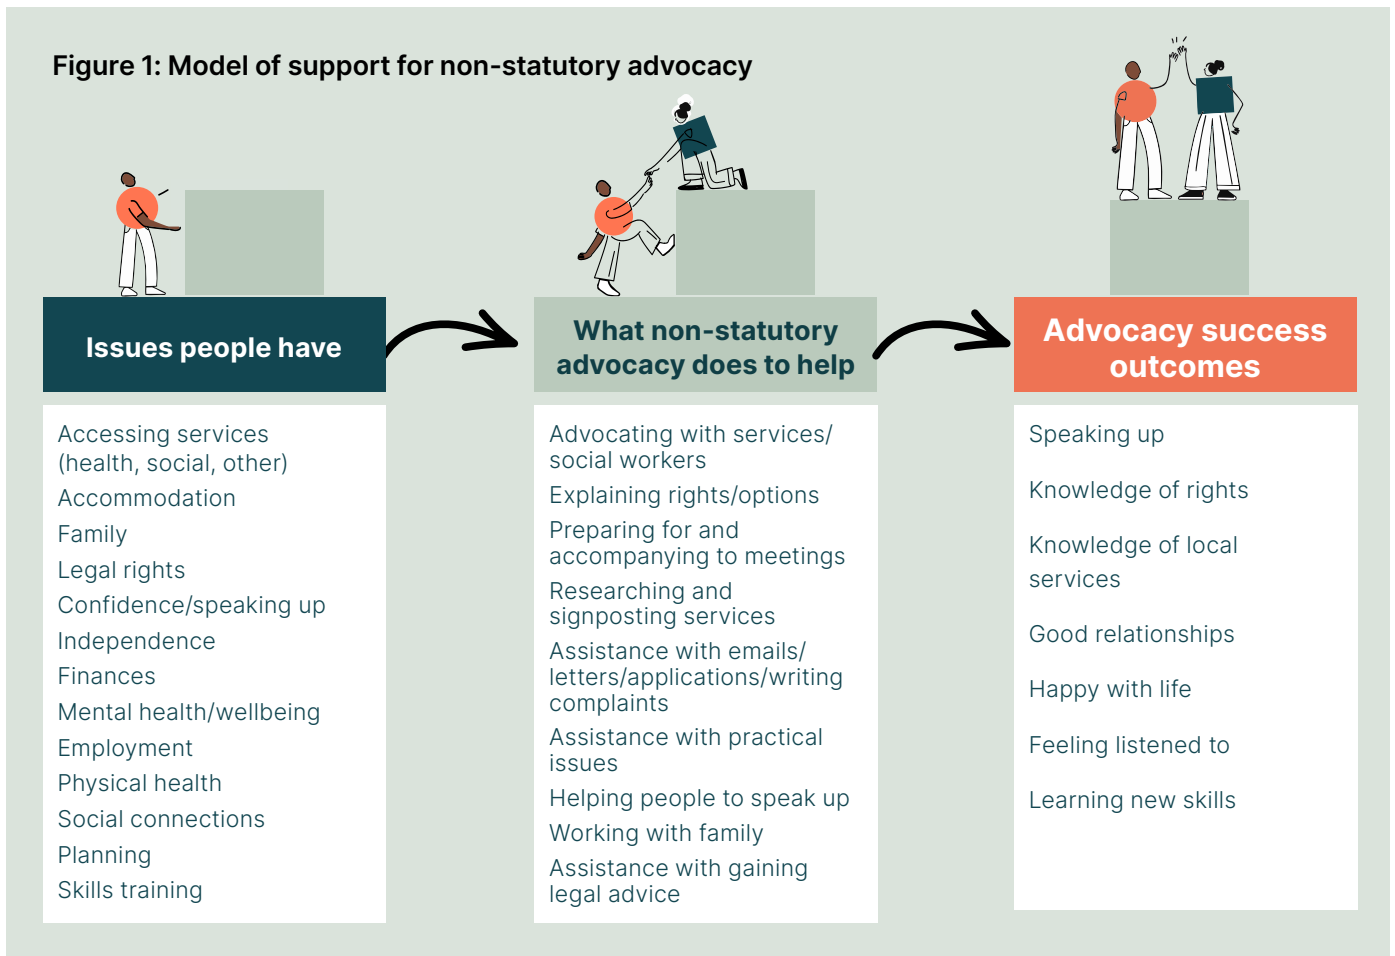 Figure 1: Model of support for non-statutory advocacy
Issues people have
Accessing services
(health, social, other)
Accommodation
Family
Legal rights
Confidence/speaking up
Independence
Finances
Mental health/wellbeing
Employment
Physical health
Social connections
Planning
Skills training
What non-statutory
advocacy does to help
Advocating with services/
social workers
Explaining rights/options
Preparing for and
accompanying to meetings
Researching and
signposting services
Assistance with emails/
letters/applications/writing
complaints
Assistance with practical
issues
Helping people to speak up
Working with family
Assistance with gaining
legal advice
Advocacy success
outcomes
Speaking up
Knowledge of rights
Knowledge of local
services
Good relationships
Happy with life
Feeling listened to
Learning new skills